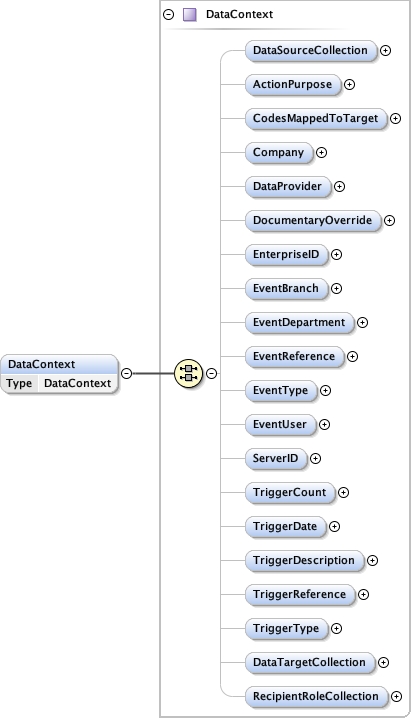 DataContext
DataSourceCollection
ActionPurpose
CodesMappedToTarget
Company
DataProvider
DocumentaryOverride
EnterpriseID
EventBranch
EventDepartment
EventReference
DataContext
Type DataContext
EventType
EventUser
ServerID
TriggerCount
TriggerDate
TriggerDescription
TriggerReference
TriggerType
DataTargetCollection
RecipientRoleCollection